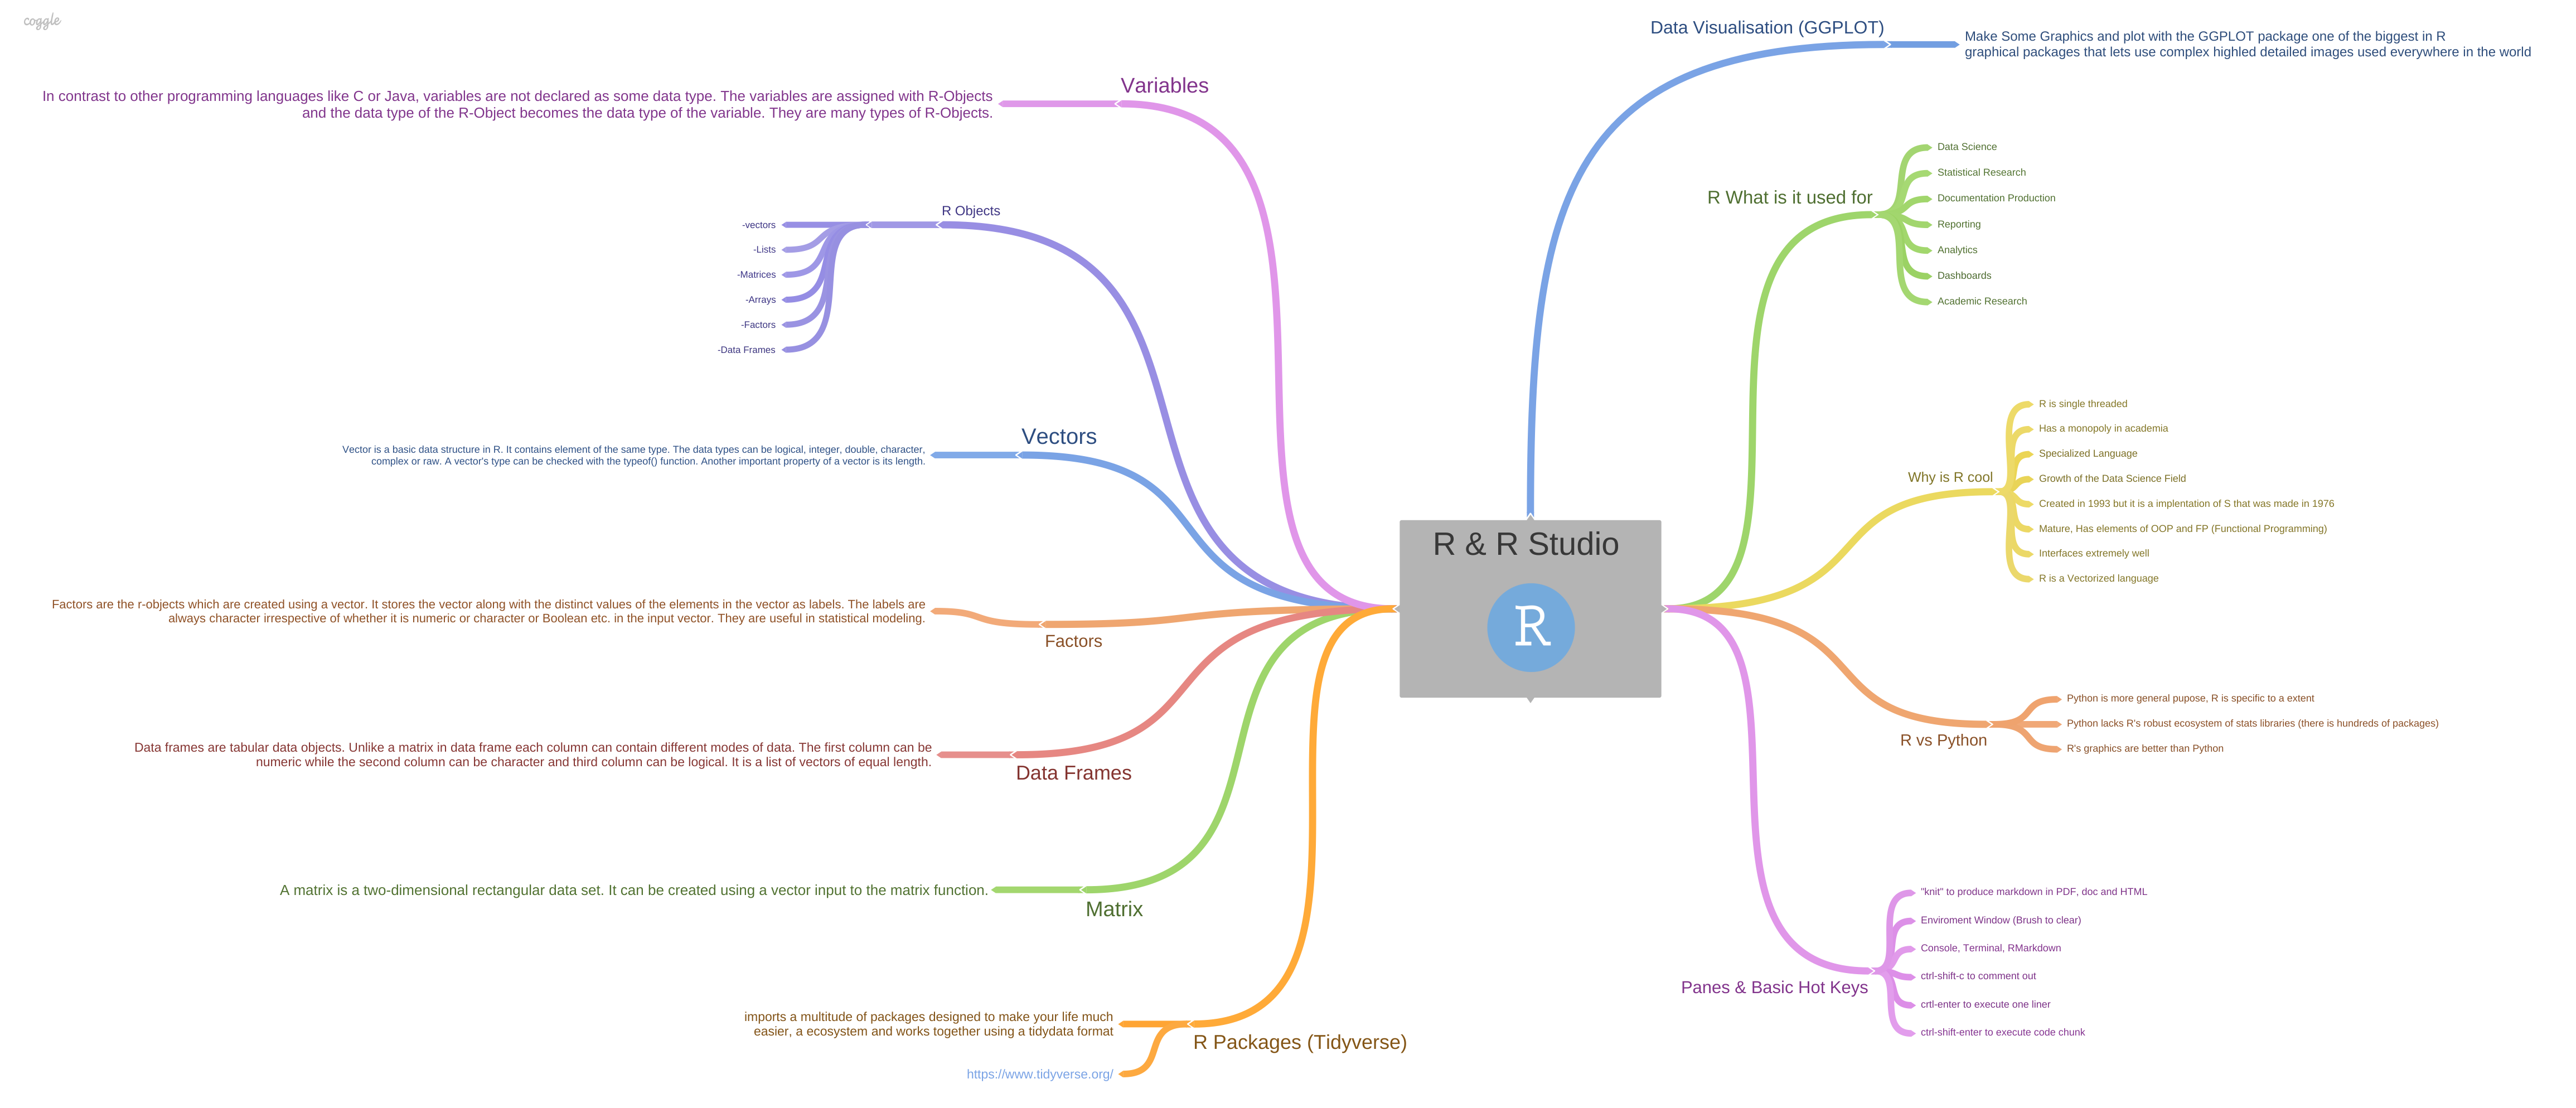 coggle
R & R Studio
R
Data Visualisation (GGPLOT)
Make Some Graphics and plot with the GGPLOT package one of the biggest in R
graphical packages that lets use complex highled detailed images used everywhere in the world
R What is it used for
Data Science
Statistical Research
Documentation Production
Reporting
Analytics
Dashboards
Academic Research
Why is R cool
R is single threaded
Has a monopoly in academia
Specialized Language
Growth of the Data Science Field
Created in 1993 but it is a implentation of S that was made in 1976
Mature, Has elements of OOP and FP (Functional Programming)
Interfaces extremely well
R is a Vectorized language
R vs Python
Python is more general pupose, R is specific to a extent
Python lacks R's robust ecosystem of stats libraries (there is hundreds of packages)
R's graphics are better than Python
Panes & Basic Hot Keys
"knit" to produce markdown in PDF, doc and HTML
Enviroment Window (Brush to clear)
Console, Terminal, RMarkdown
ctrl-shift-c to comment out
crtl-enter to execute one liner
ctrl-shift-enter to execute code chunk
Variables
In contrast to other programming languages like C or Java, variables are not declared as some data type. The variables are assigned with R-Objects
and the data type of the R-Object becomes the data type of the variable. They are many types of R-Objects.
R Objects
-vectors
-Lists
-Matrices
-Arrays
-Factors
-Data Frames
Vectors
Vector is a basic data structure in R. It contains element of the same type. The data types can be logical, integer, double, character,
complex or raw. A vector's type can be checked with the typeof() function. Another important property of a vector is its length.
Factors
Factors are the r-objects which are created using a vector. It stores the vector along with the distinct values of the elements in the vector as labels. The labels are
always character irrespective of whether it is numeric or character or Boolean etc. in the input vector. They are useful in statistical modeling.
Data Frames
Data frames are tabular data objects. Unlike a matrix in data frame each column can contain different modes of data. The first column can be
numeric while the second column can be character and third column can be logical. It is a list of vectors of equal length.
Matrix
A matrix is a two-dimensional rectangular data set. It can be created using a vector input to the matrix function.
R Packages (Tidyverse)
imports a multitude of packages designed to make your life much
easier, a ecosystem and works together using a tidydata format
https://www.tidyverse.org/